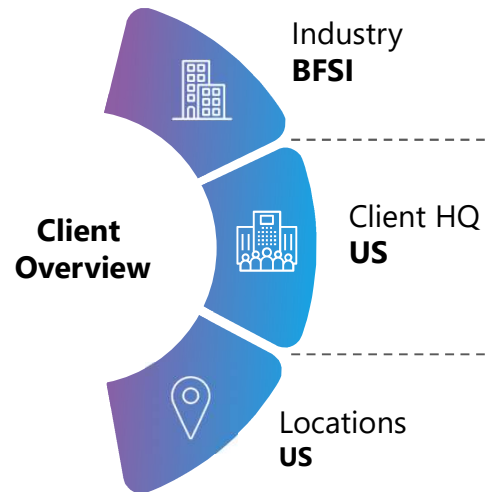 Industry
BFSI
Client
Overview
Client HQ
US
Locations
US